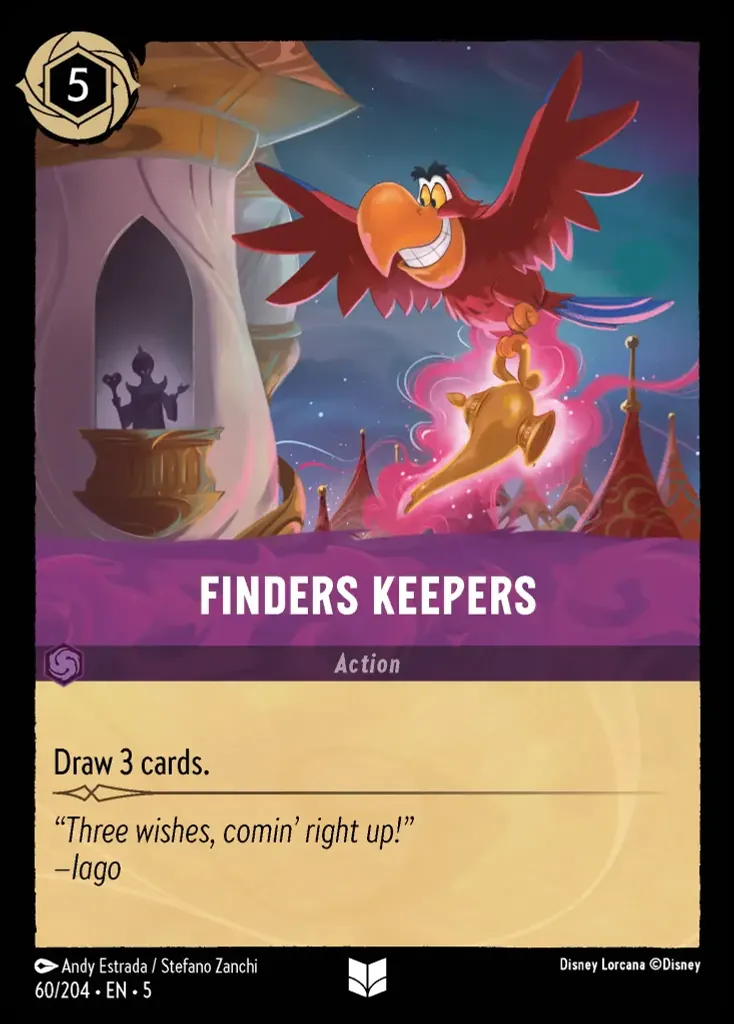 5
FINDERS KEEPERS
Action
Draw 3 cards.
“Three wishes, comin’ right up!”
–Iago
Andy Estrada / Stefano Zanchi
Disney Lorcana ©Disney
60/204 • EN • 5